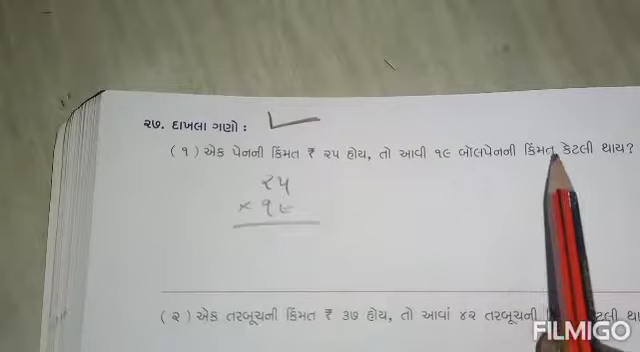 ૨૭. દાખલા ગણો :
(૧) એક પેનની કિંમત ₹ ૨૫ હોય, તો આવી ૧૯ બૉલપેનની કિંમત કેટલી થાય?
૨૫
× ૧૯
(૨) એક તરબૂચની કિંમત ₹ ૩૭ હોય, તો આવાં ૪૨ તરબૂચની
FILMIGO